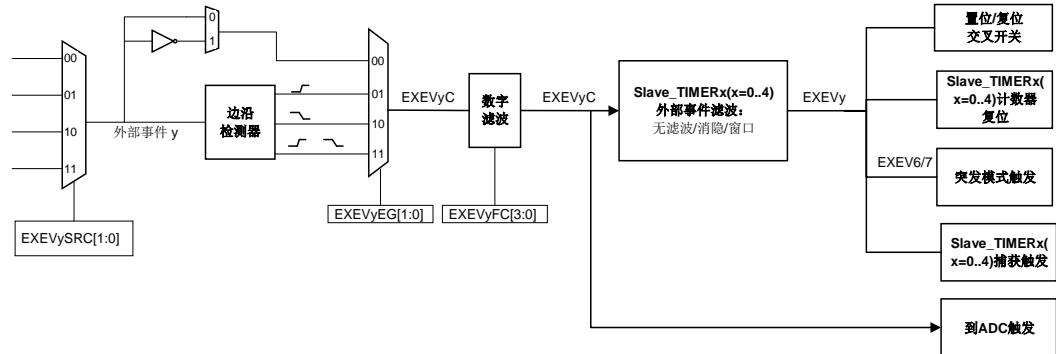 00
01
10
11
EXEVySRC[1:0]
外部事件 y
0
1
边沿
检测器
00
01
10
11
EXEVyEG[1:0]
EXEVyC
数字
滤波
EXEVyFC[3:0]
EXEVyC
Slave_TIMERx(x=0..4)
外部事件滤波：
无滤波/消隐/窗口
EXEVy
置位/复位
交叉开关
Slave_TIMERx(
x=0..4)计数器
复位
EXEV6/7
突发模式触发
Slave_TIMERx(
x=0..4)捕获触发
到ADC触发